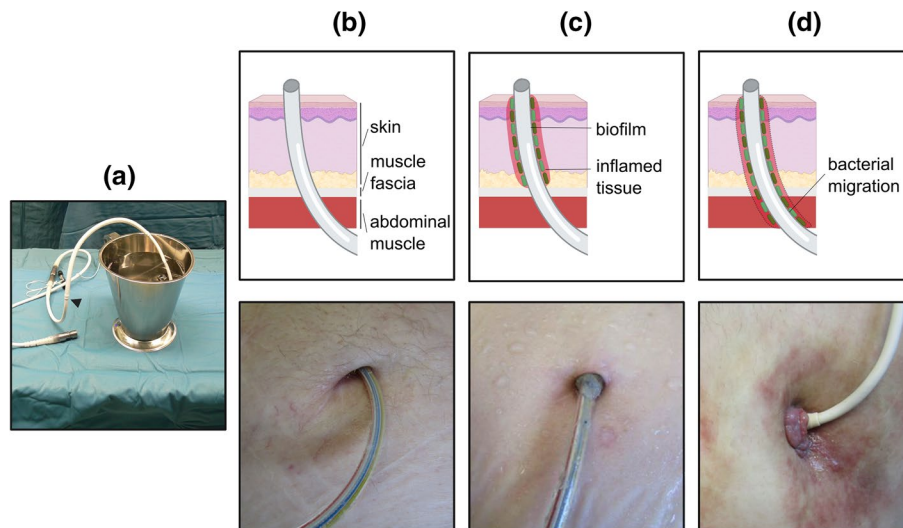 (a)
(b)
skin
muscle
fascia
abdominal
muscle
(c)
biofilm
inflamed
tissue
(d)
bacterial
migration